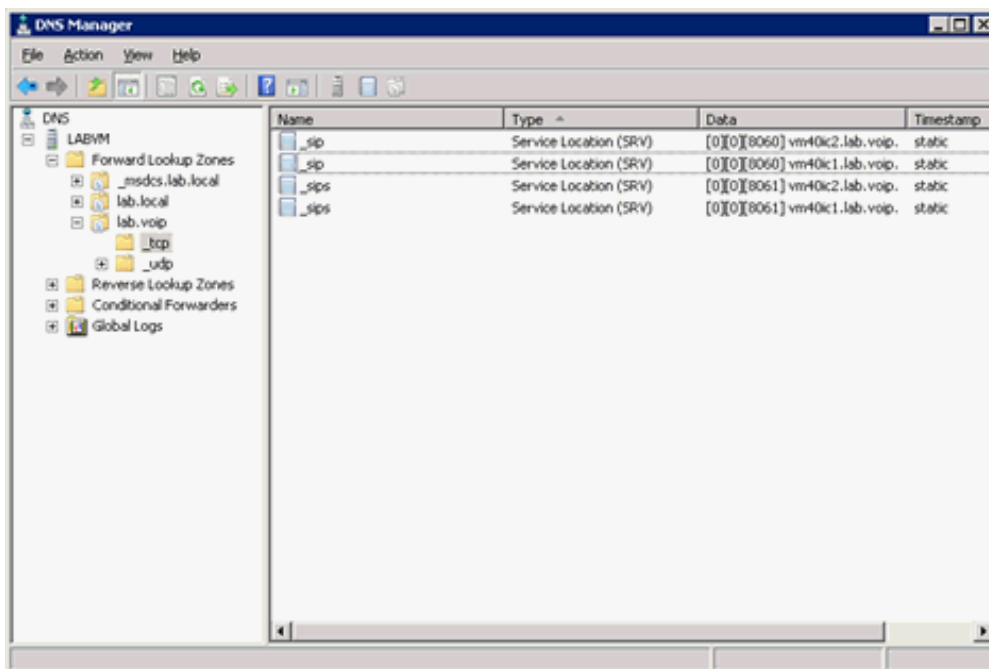 DNS Manager
File Action View Help
DNS
LABVM
Forward Lookup Zones
_msdcs.lab.local
lab.local
lab.voip
_tcp
_udp
Reverse Lookup Zones
Conditional Forwarders
Global Logs
Name Type Data Timestamp
_sip Service Location (SRV) [0][0][8060] vm40ic2.lab.voip. static
_sip Service Location (SRV) [0][0][8060] vm40ic1.lab.voip. static
_sips Service Location (SRV) [0][0][8061] vm40ic2.lab.voip. static
_sips Service Location (SRV) [0][0][8061] vm40ic1.lab.voip. static